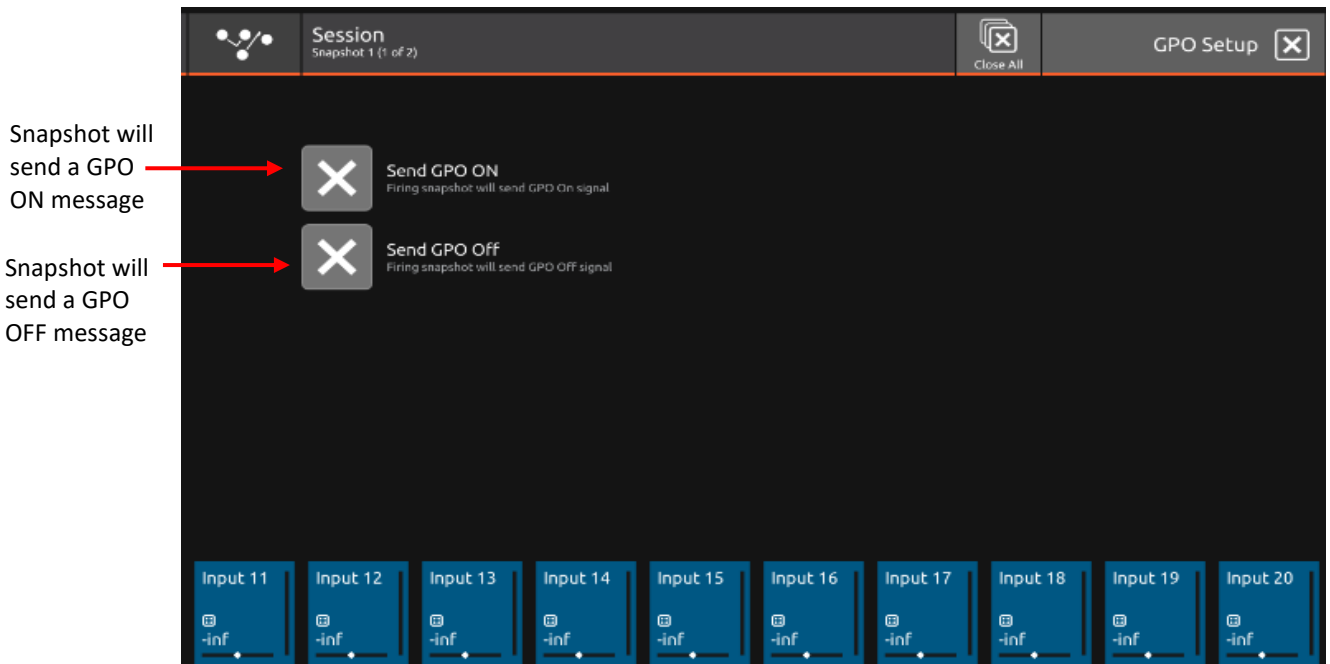 Session
Snapshot 1 (1 of 2)
Close All
GPO Setup
Snapshot will
send a GPO
ON message
Send GPO ON
Firing snapshot will send GPO On signal
Snapshot will
send a GPO
OFF message
Send GPO Off
Firing snapshot will send GPO Off signal
Input 11
-inf
Input 12
-inf
Input 13
-inf
Input 14
-inf
Input 15
-inf
Input 16
-inf
Input 17
-inf
Input 18
-inf
Input 19
-inf
Input 20
-inf